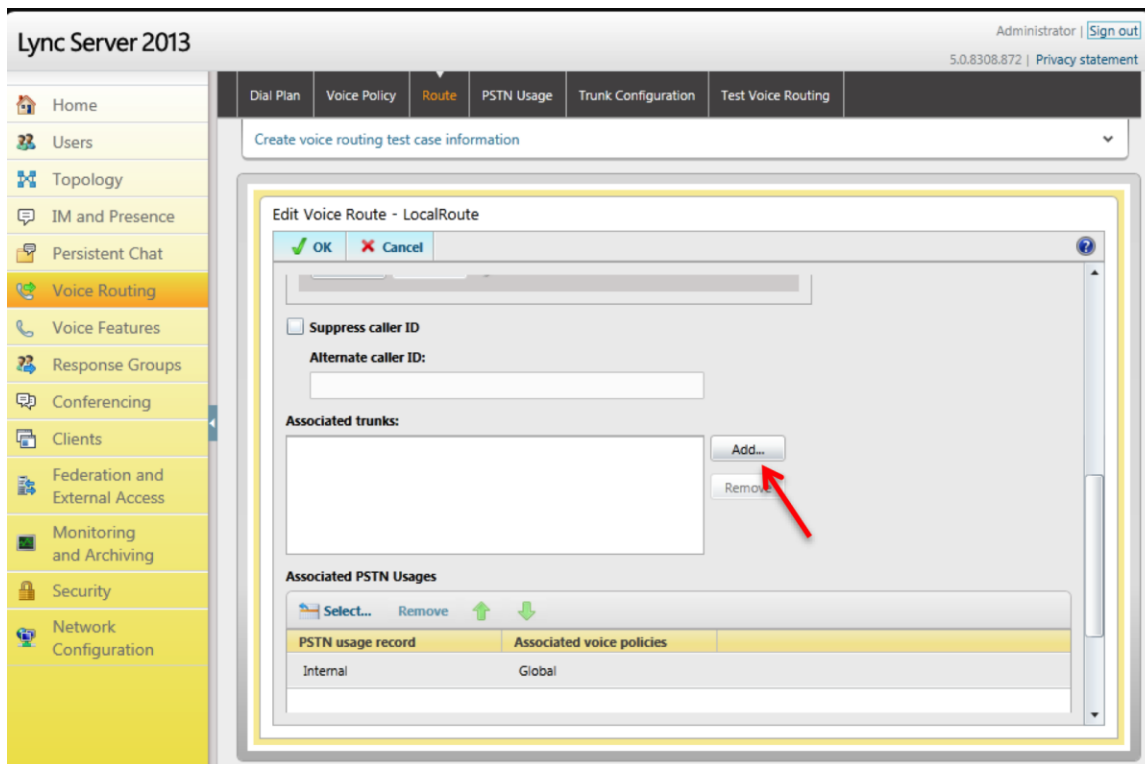 Lync Server 2013
Administrator | Sign out
5.0.8308.872 | Privacy statement
Home
Users
Topology
IM and Presence
Persistent Chat
Voice Routing
Voice Features
Response Groups
Conferencing
Clients
Federation and
External Access
Monitoring
and Archiving
Security
Network
Configuration
Dial Plan Voice Policy Route PSTN Usage Trunk Configuration Test Voice Routing
Create voice routing test case information
Edit Voice Route - LocalRoute
OK Cancel
Suppress caller ID
Alternate caller ID:
Associated trunks:
Add...
Remove
Associated PSTN Usages
Select... Remove
PSTN usage record Associated voice policies
Internal Global